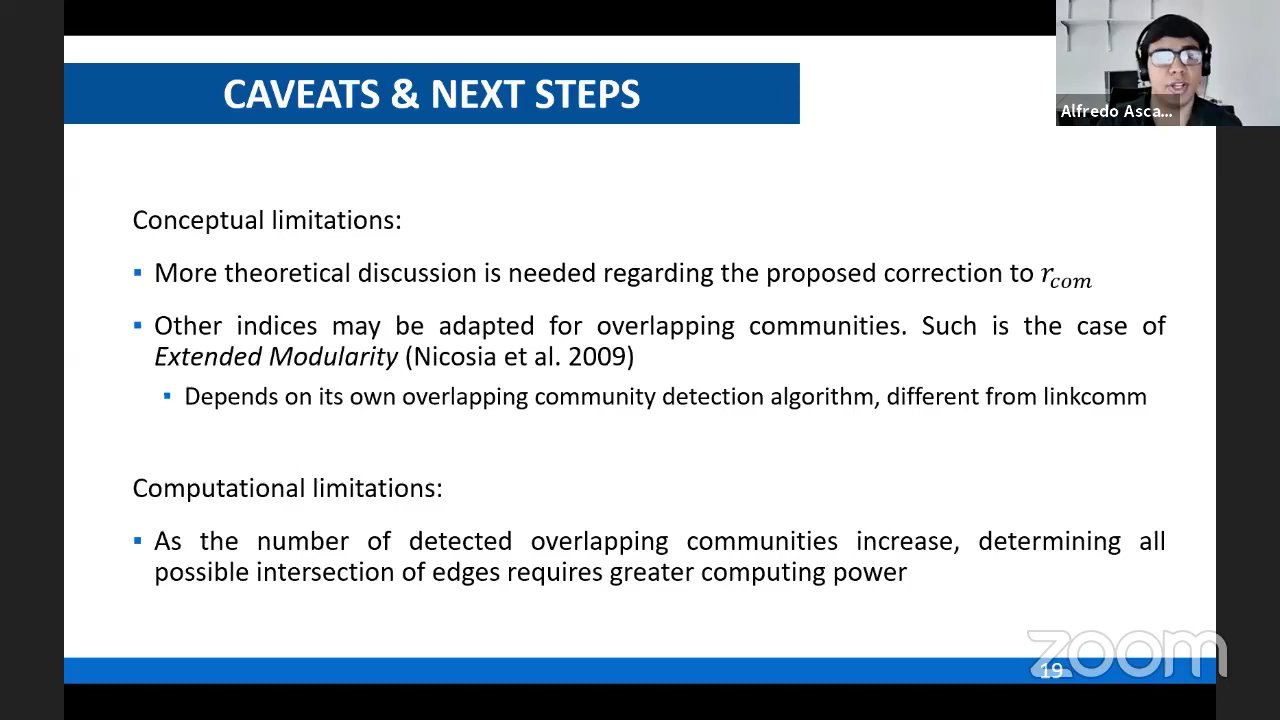 CAVEATS & NEXT STEPS
Alfredo Asca...
Conceptual limitations:
▪ More theoretical discussion is needed regarding the proposed correction to r_com
▪ Other indices may be adapted for overlapping communities. Such is the case of
Extended Modularity (Nicosia et al. 2009)
▪ Depends on its own overlapping community detection algorithm, different from linkcomm
Computational limitations:
▪ As the number of detected overlapping communities increase, determining all
possible intersection of edges requires greater computing power
zoom
19